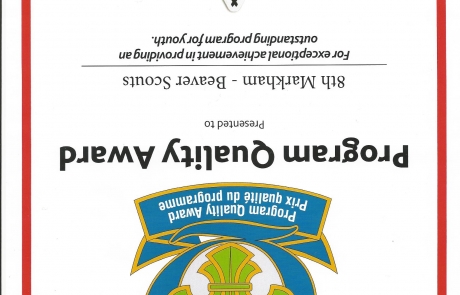 Program Quality Award
Prix qualité du programme
Program Quality Award
Presented to
8th Markham - Beaver Scouts
For exceptional achievement in providing an
outstanding program for youth.